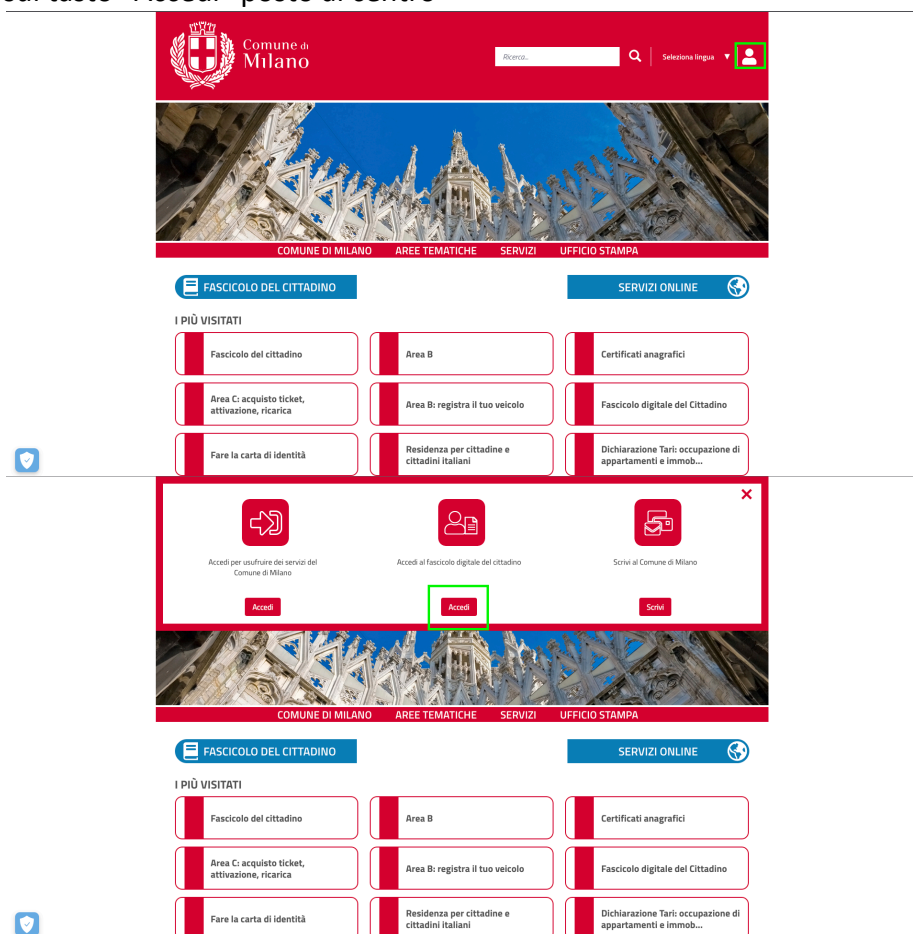 sul tasto "Accedi" posto al centro
Comune di
Milano
Ricerca..
Seleziona lingua ▼
COMUNE DI MILANO AREE TEMATICHE SERVIZI UFFICIO STAMPA
FASCICOLO DEL CITTADINO
SERVIZI ONLINE
I PIÙ VISITATI
Fascicolo del cittadino
Area B
Certificati anagrafici
Area C: acquisto ticket,
attivazione, ricarica
Area B: registra il tuo veicolo
Fascicolo digitale del Cittadino
Fare la carta di identità
Residenza per cittadine e
cittadini italiani
Dichiarazione Tari: occupazione di
appartamenti e immob...
Accedi per usufruire dei servizi del
Comune di Milano
Accedi al fascicolo digitale del cittadino
Scrivi al Comune di Milano
Accedi
Accedi
Scrivi
COMUNE DI MILANO AREE TEMATICHE SERVIZI UFFICIO STAMPA
FASCICOLO DEL CITTADINO
SERVIZI ONLINE
I PIÙ VISITATI
Fascicolo del cittadino
Area B
Certificati anagrafici
Area C: acquisto ticket,
attivazione, ricarica
Area B: registra il tuo veicolo
Fascicolo digitale del Cittadino
Fare la carta di identità
Residenza per cittadine e
cittadini italiani
Dichiarazione Tari: occupazione di
appartamenti e immob...